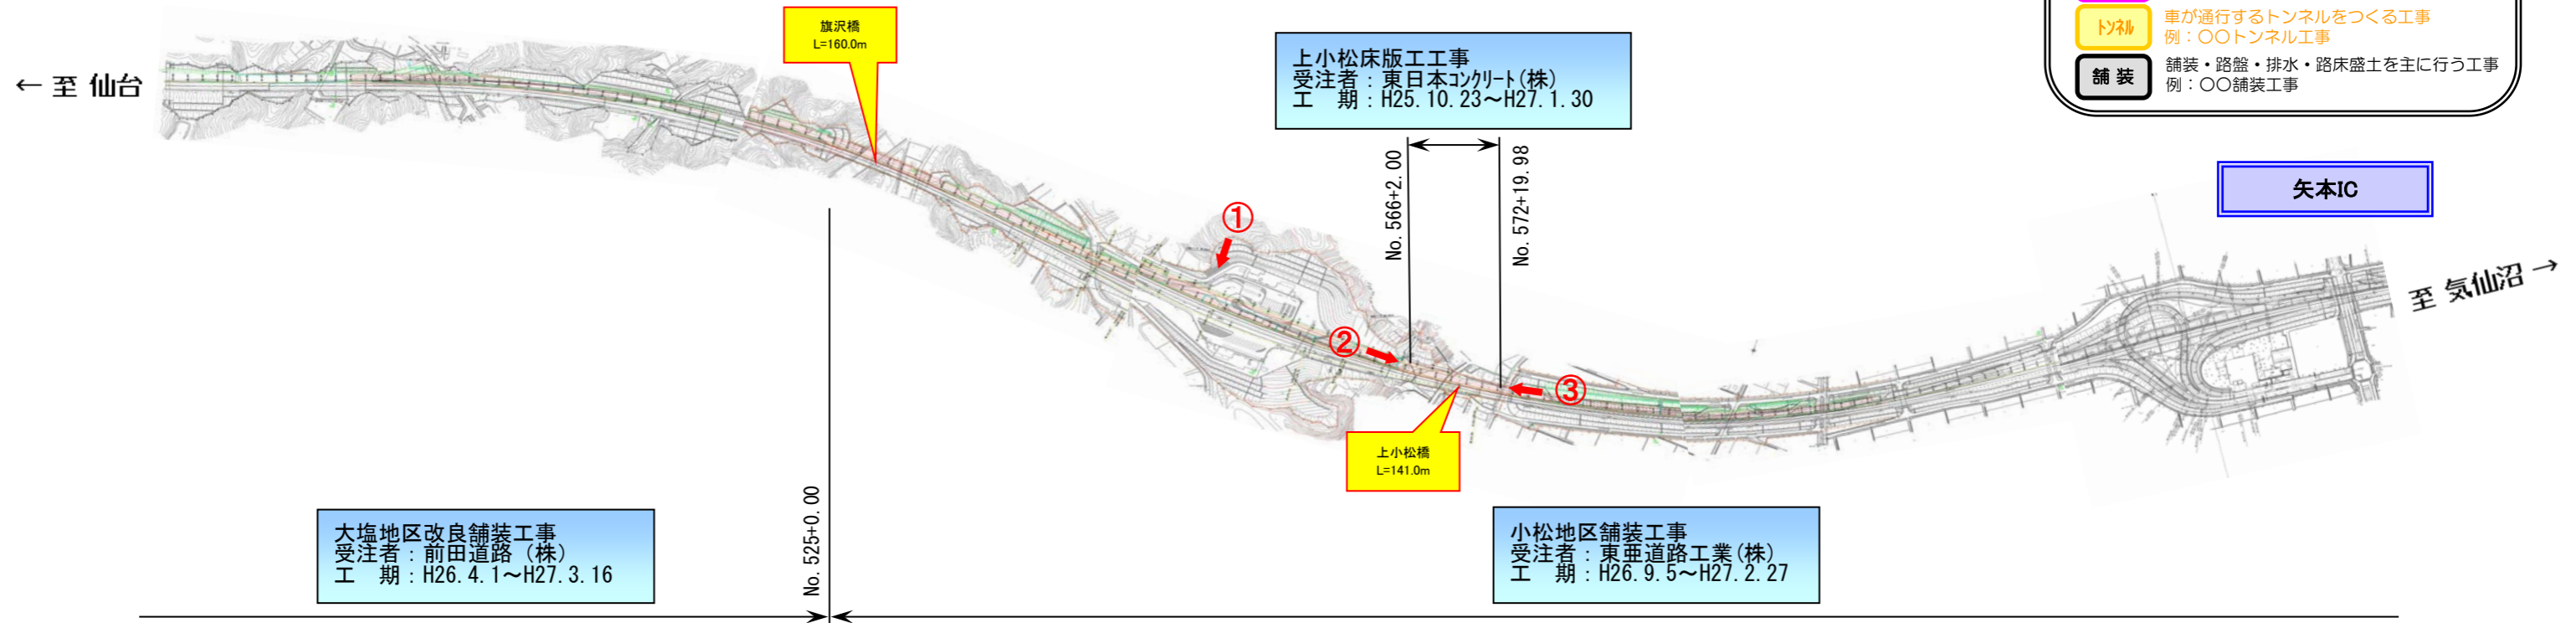 トンネル
車が通行するトンネルをつくる工事
例：〇〇トンネル工事
舗 装
舗装・路盤・排水・路床盛土を主に行う工事
例：〇〇舗装工事
旗沢橋
L=160.0m
上小松床版工工事
受注者：東日本コンクリート(株)
工　期：H25.10.23～H27.1.30
← 至 仙台
No.566+2.00
No.572+19.98
矢本IC
至 気仙沼 →
①
②
③
上小松橋
L=141.0m
No.525+0.00
大塩地区改良舗装工事
受注者：前田道路（株）
工　期：H26.4.1～H27.3.16
小松地区舗装工事
受注者：東亜道路工業(株)
工　期：H26.9.5～H27.2.27